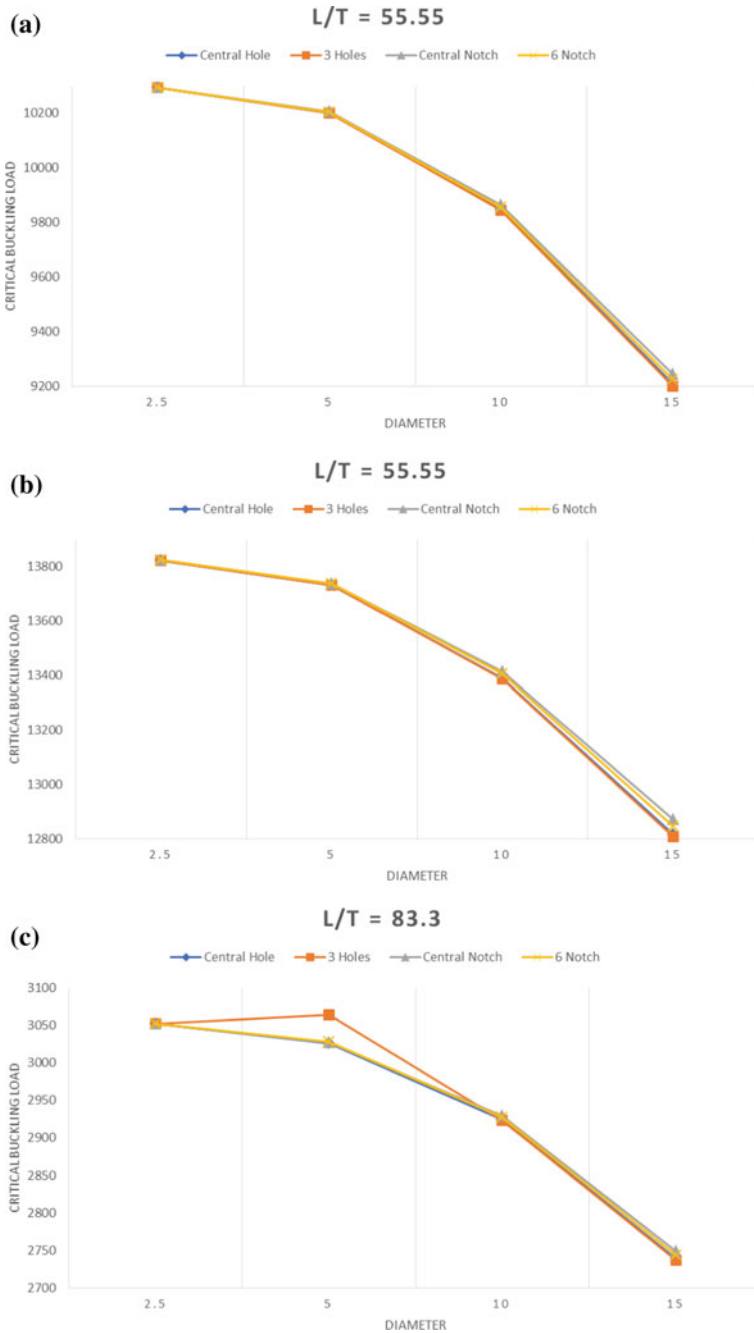 (a)
L/T = 55.55
Central Hole 3 Holes Central Notch 6 Notch
10200
10000
9800
9600
9400
9200
CRITICAL BUCKLING LOAD
2.5 5 10 15
DIAMETER
(b)
L/T = 55.55
Central Hole 3 Holes Central Notch 6 Notch
13800
13600
13400
13200
13000
12800
CRITICAL BUCKLING LOAD
2.5 5 10 15
DIAMETER
(c)
L/T = 83.3
Central Hole 3 Holes Central Notch 6 Notch
3100
3050
3000
2950
2900
2850
2800
2750
2700
CRITICAL BUCKLING LOAD
2.5 5 10 15
DIAMETER